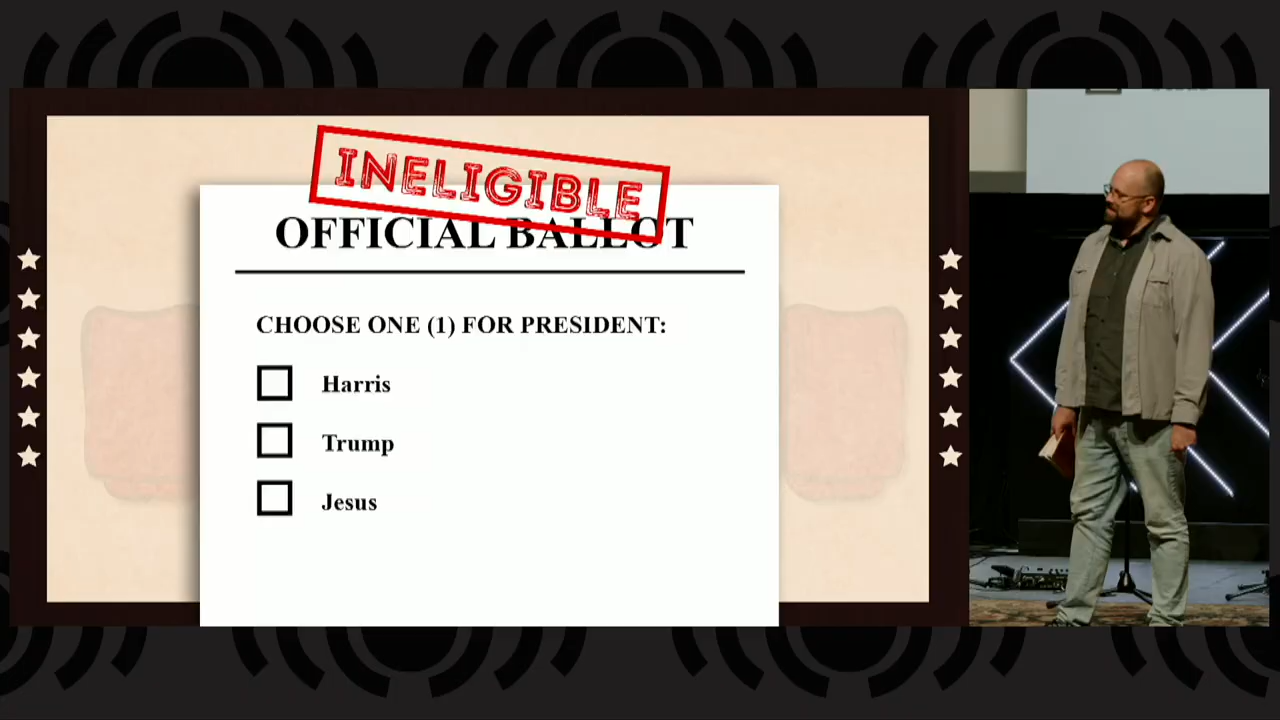 INELIGIBLE
OFFICIAL BALLOT
CHOOSE ONE (1) FOR PRESIDENT:
Harris
Trump
Jesus